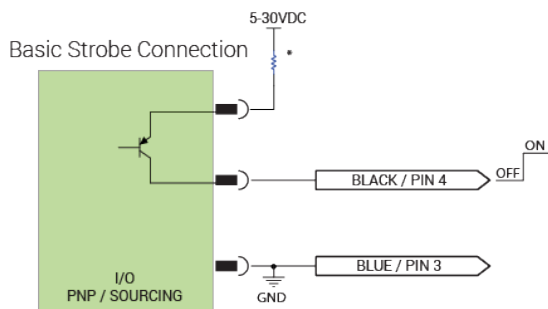 5-30VDC
Basic Strobe Connection
*
ON
OFF
BLACK / PIN 4
BLUE / PIN 3
I/O
PNP / SOURCING
GND